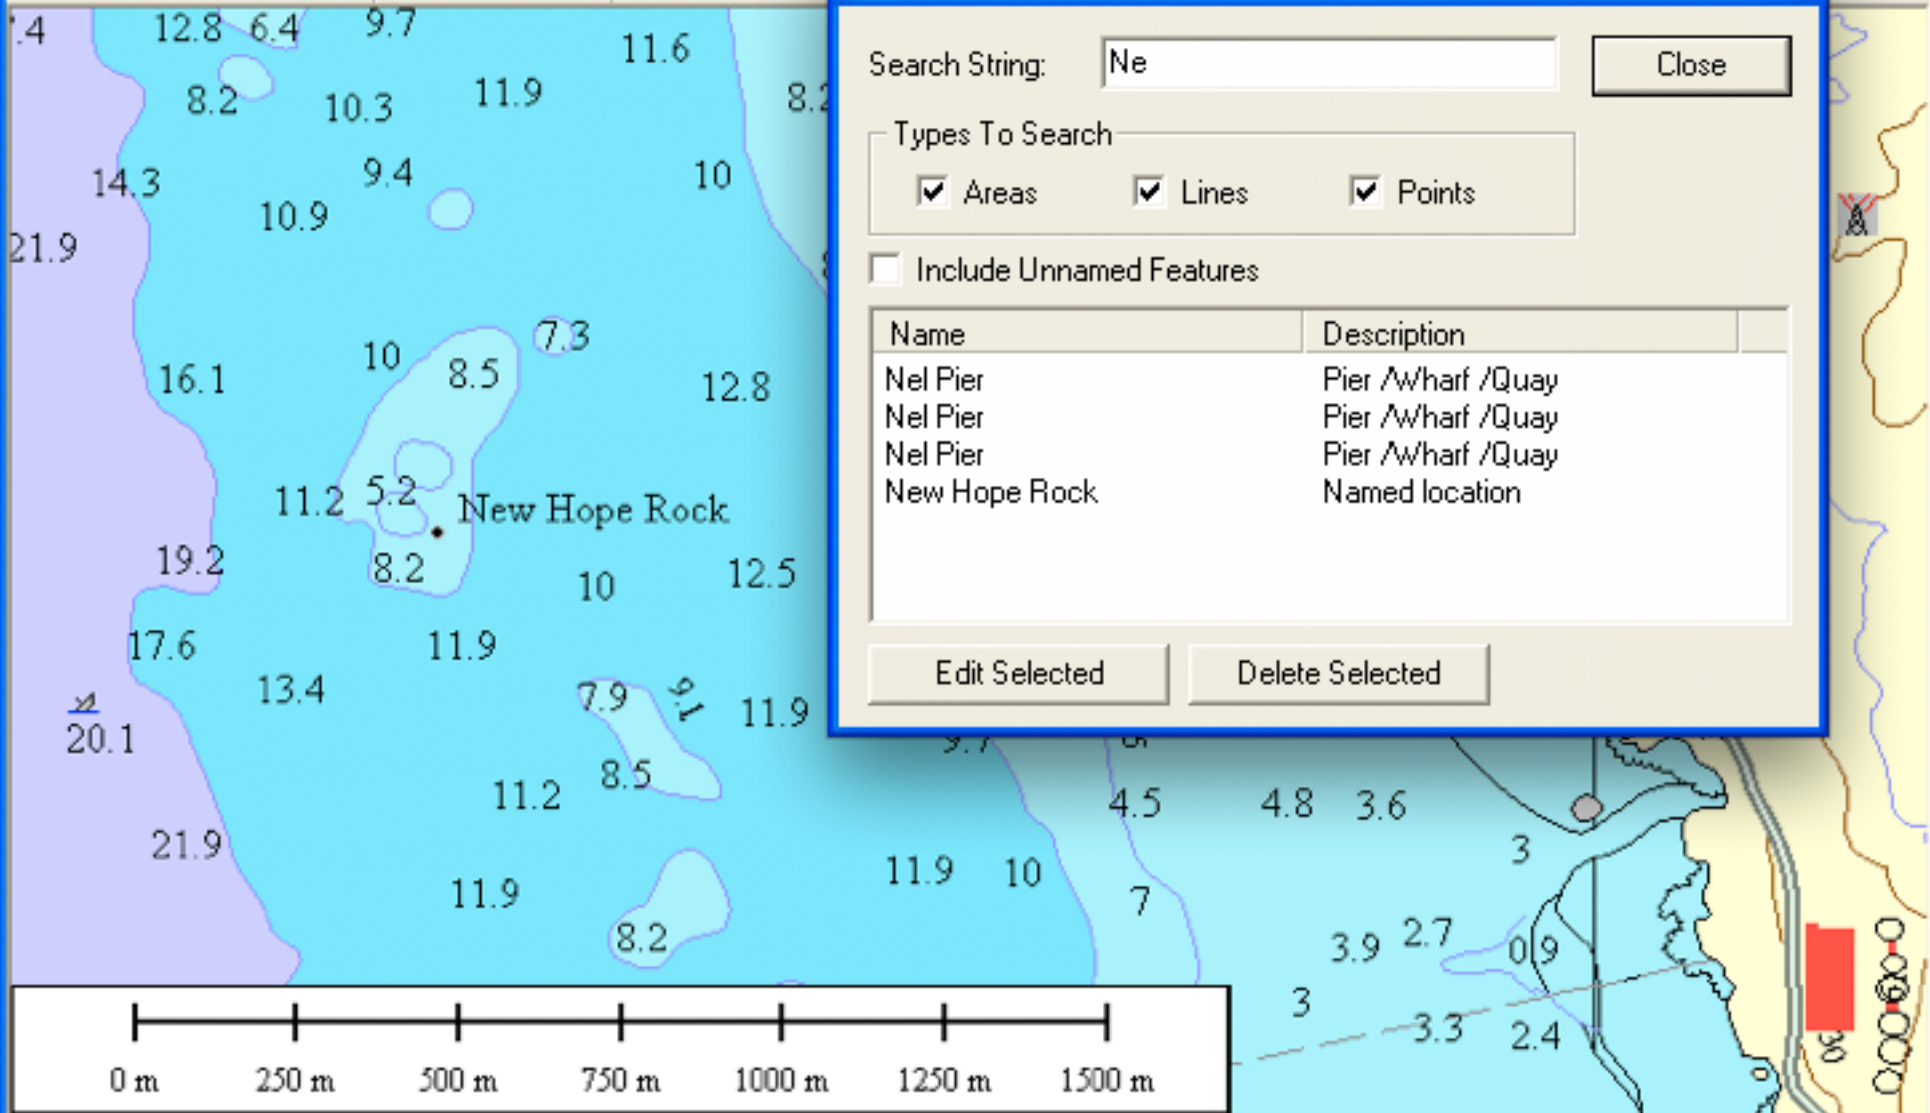 .4
12.8
6.4
9.7
11.6
8.2
10.3
11.9
8.2
14.3
9.4
10
10.9
21.9
7.3
10
8.5
16.1
12.8
11.2
5.2
New Hope Rock
19.2
8.2
10
12.5
17.6
11.9
13.4
7.9
9.1
11.9
20.1
8.5
11.2
21.9
11.9
8.2
Search String:
Ne
Close
Types To Search
Areas
Lines
Points
Include Unnamed Features
Name
Description
Nel Pier
Pier /Wharf /Quay
Nel Pier
Pier /Wharf /Quay
Nel Pier
Pier /Wharf /Quay
New Hope Rock
Named location
Edit Selected
Delete Selected
9.7
4.5
4.8
3.6
3
11.9
10
7
3.9
2.7
0.9
3
3.3
2.4
30
0 m
250 m
500 m
750 m
1000 m
1250 m
1500 m